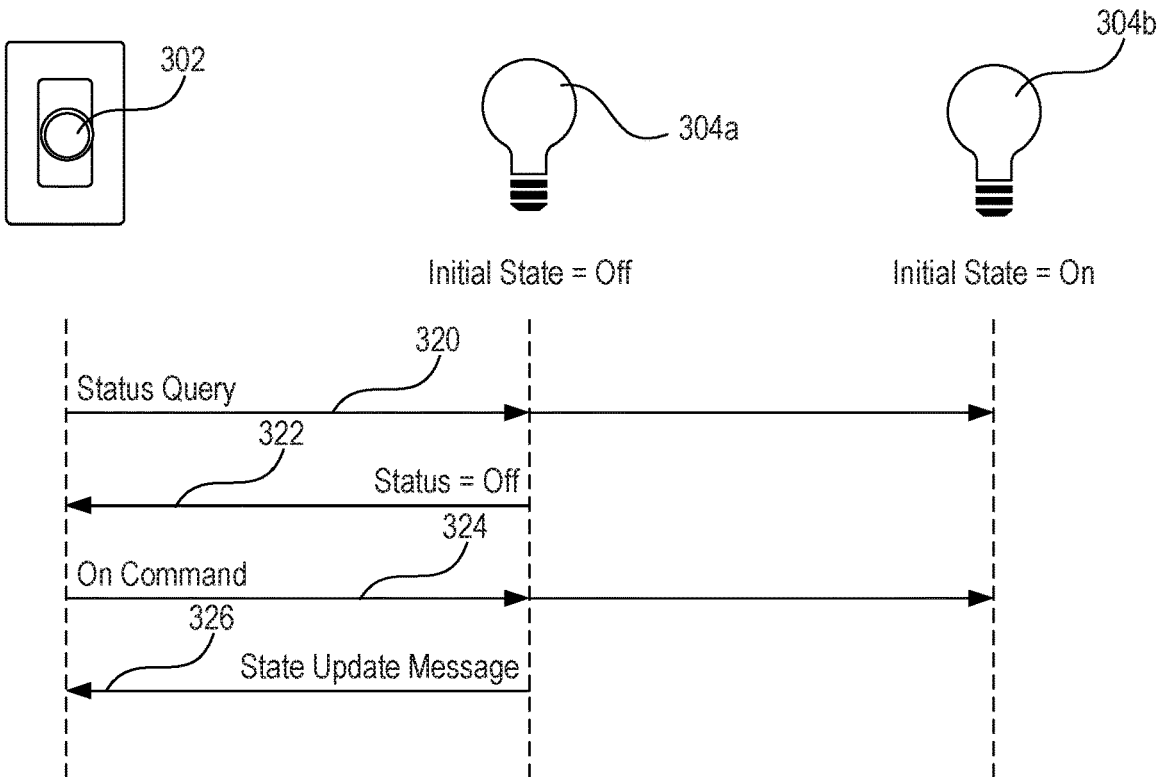 302
304a
304b
Initial State = Off
Initial State = On
320
Status Query
322
Status = Off
324
On Command
326
State Update Message